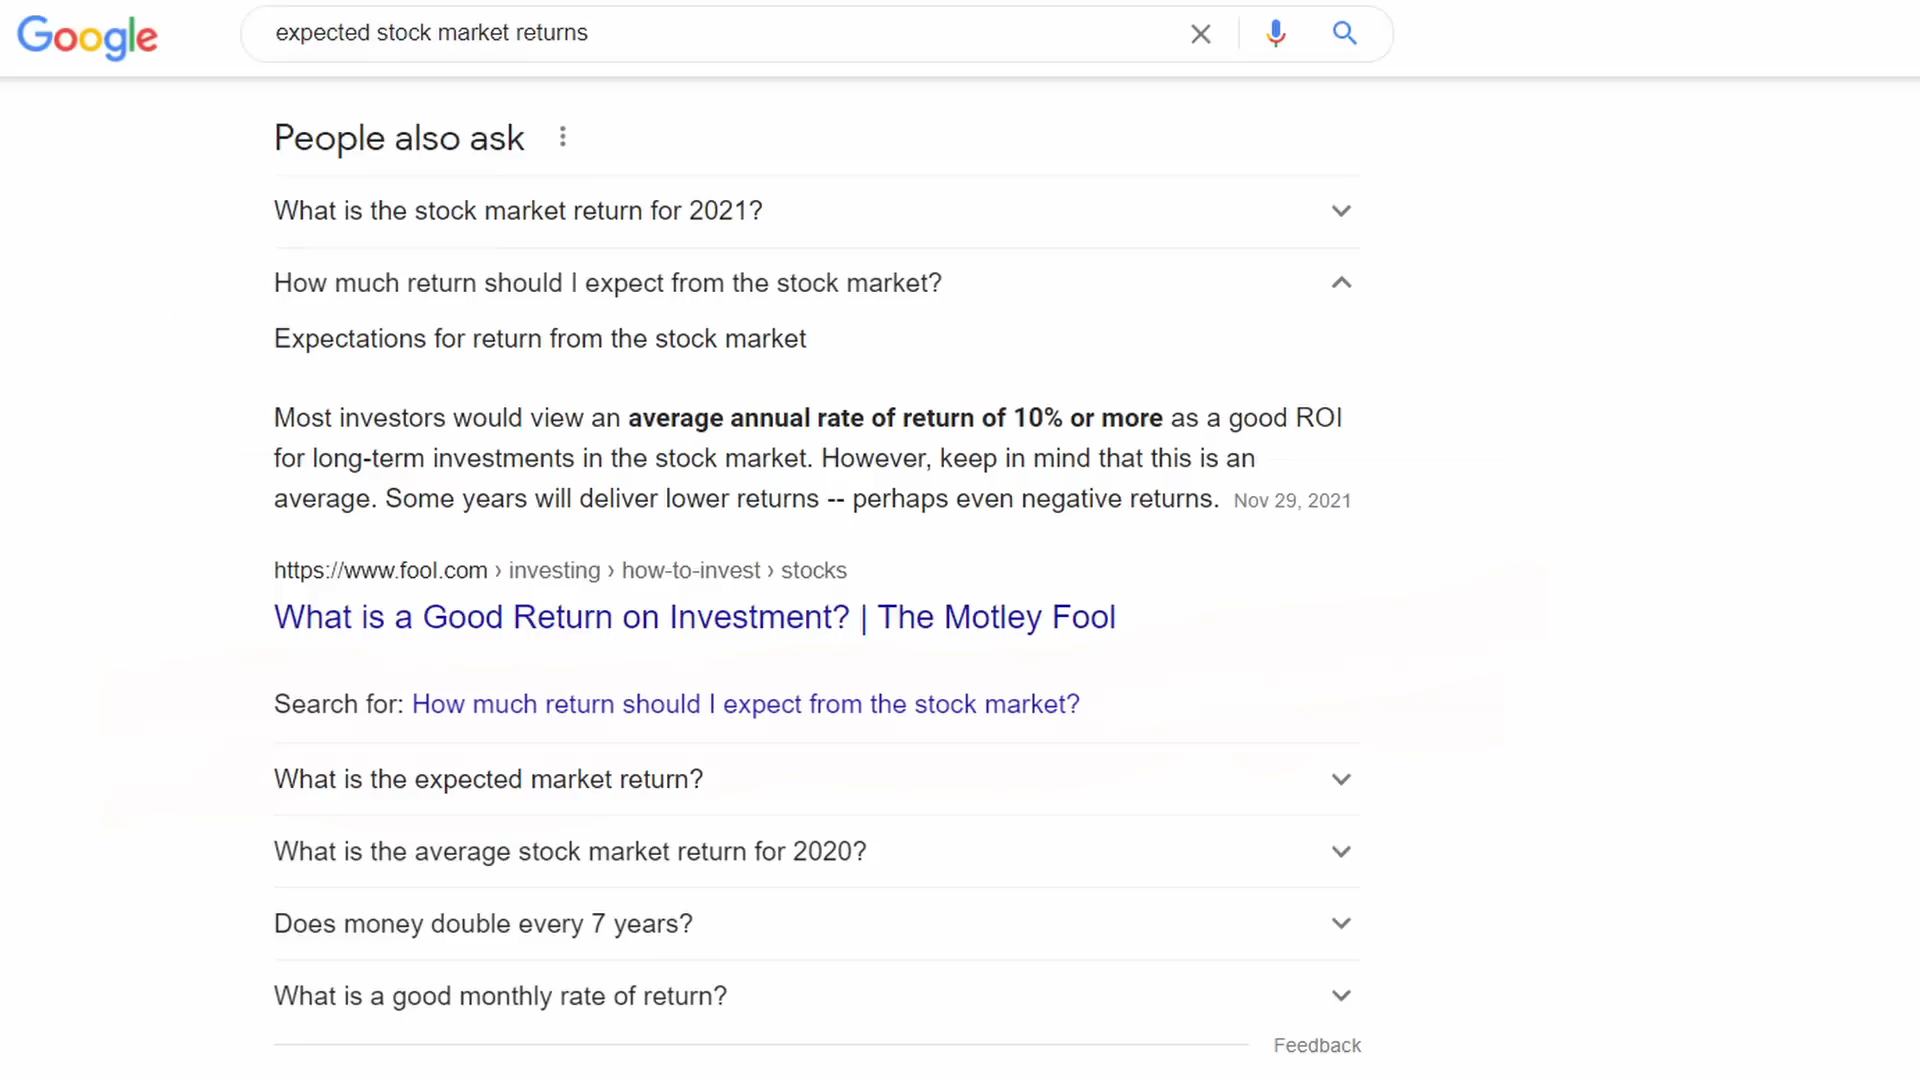 Google
expected stock market returns
People also ask
What is the stock market return for 2021?
How much return should I expect from the stock market?
Expectations for return from the stock market
Most investors would view an average annual rate of return of 10% or more as a good ROI
for long-term investments in the stock market. However, keep in mind that this is an
average. Some years will deliver lower returns -- perhaps even negative returns. Nov 29, 2021
https://www.fool.com › investing › how-to-invest › stocks
What is a Good Return on Investment? | The Motley Fool
Search for: How much return should I expect from the stock market?
What is the expected market return?
What is the average stock market return for 2020?
Does money double every 7 years?
What is a good monthly rate of return?
Feedback